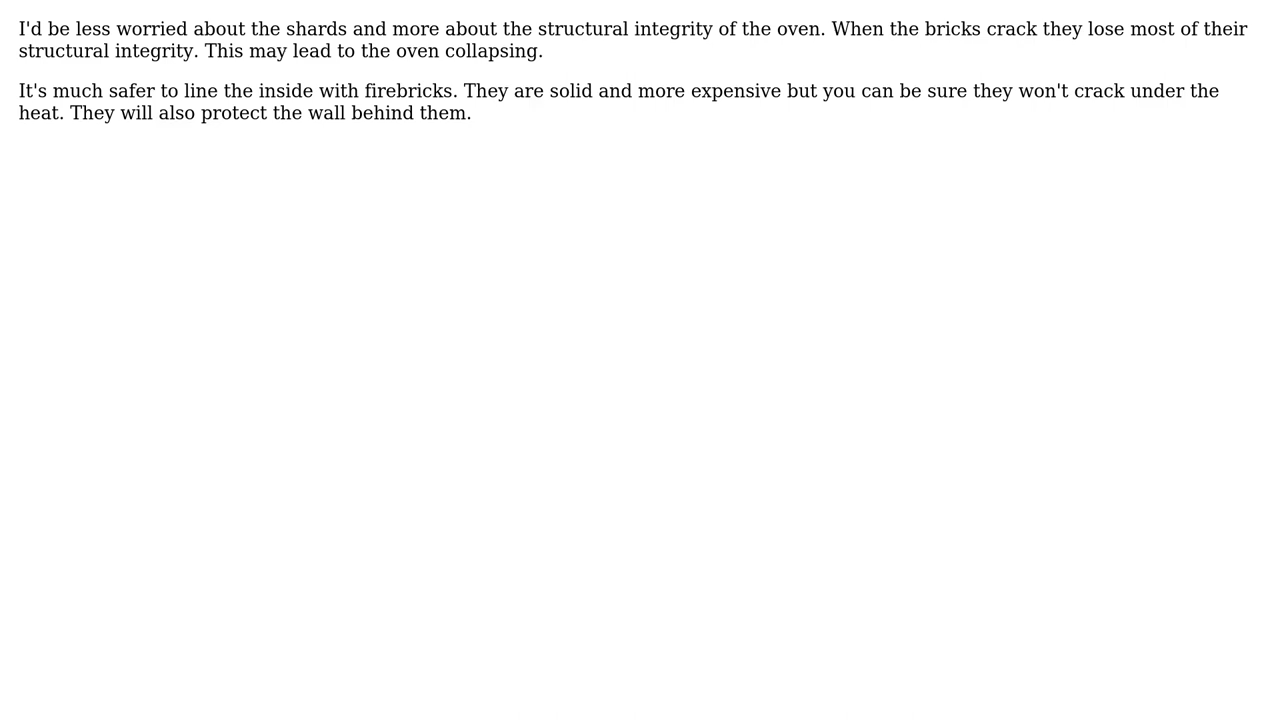 I'd be less worried about the shards and more about the structural integrity of the oven. When the bricks crack they lose most of their
structural integrity. This may lead to the oven collapsing.
It's much safer to line the inside with firebricks. They are solid and more expensive but you can be sure they won't crack under the
heat. They will also protect the wall behind them.